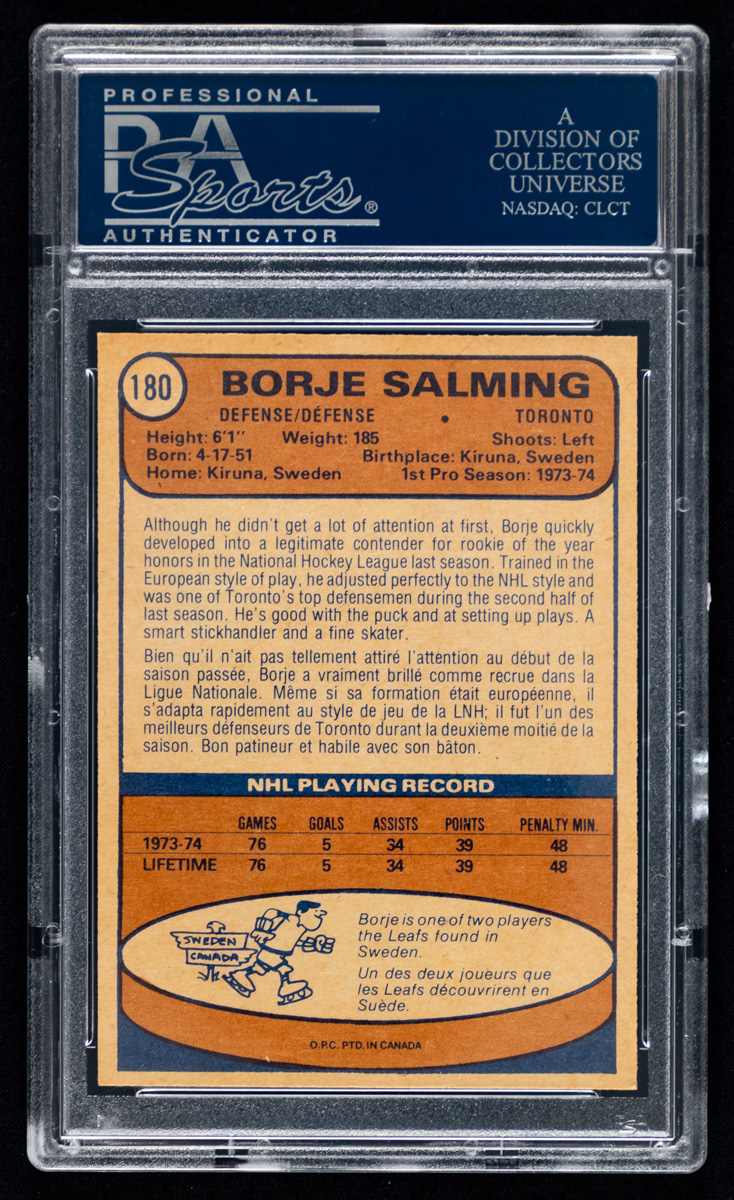 PROFESSIONAL
PSA
Sports®
AUTHENTICATOR
A
DIVISION OF
COLLECTORS
UNIVERSE
NASDAQ: CLCT
180
BORJE SALMING
DEFENSE/DÉFENSE • TORONTO
Height: 6'1" Weight: 185 Shoots: Left
Born: 4-17-51 Birthplace: Kiruna, Sweden
Home: Kiruna, Sweden 1st Pro Season: 1973-74
Although he didn't get a lot of attention at first, Borje quickly
developed into a legitimate contender for rookie of the year
honors in the National Hockey League last season. Trained in the
European style of play, he adjusted perfectly to the NHL style and
was one of Toronto's top defensemen during the second half of
last season. He's good with the puck and at setting up plays. A
smart stickhandler and a fine skater.
Bien qu'il n'ait pas tellement attiré l'attention au début de la
saison passée, Borje a vraiment brillé comme recrue dans la
Ligue Nationale. Même si sa formation était européenne, il
s'adapta rapidement au style de jeu de la LNH; il fut l'un des
meilleurs défenseurs de Toronto durant la deuxième moitié de la
saison. Bon patineur et habile avec son bâton.
NHL PLAYING RECORD
GAMES GOALS ASSISTS POINTS PENALTY MIN.
1973-74 76 5 34 39 48
LIFETIME 76 5 34 39 48
SWEDEN
CANADA
Borje is one of two players
the Leafs found in
Sweden.
Un des deux joueurs que
les Leafs découvrirent en
Suède.
O.P.C. PTD. IN CANADA